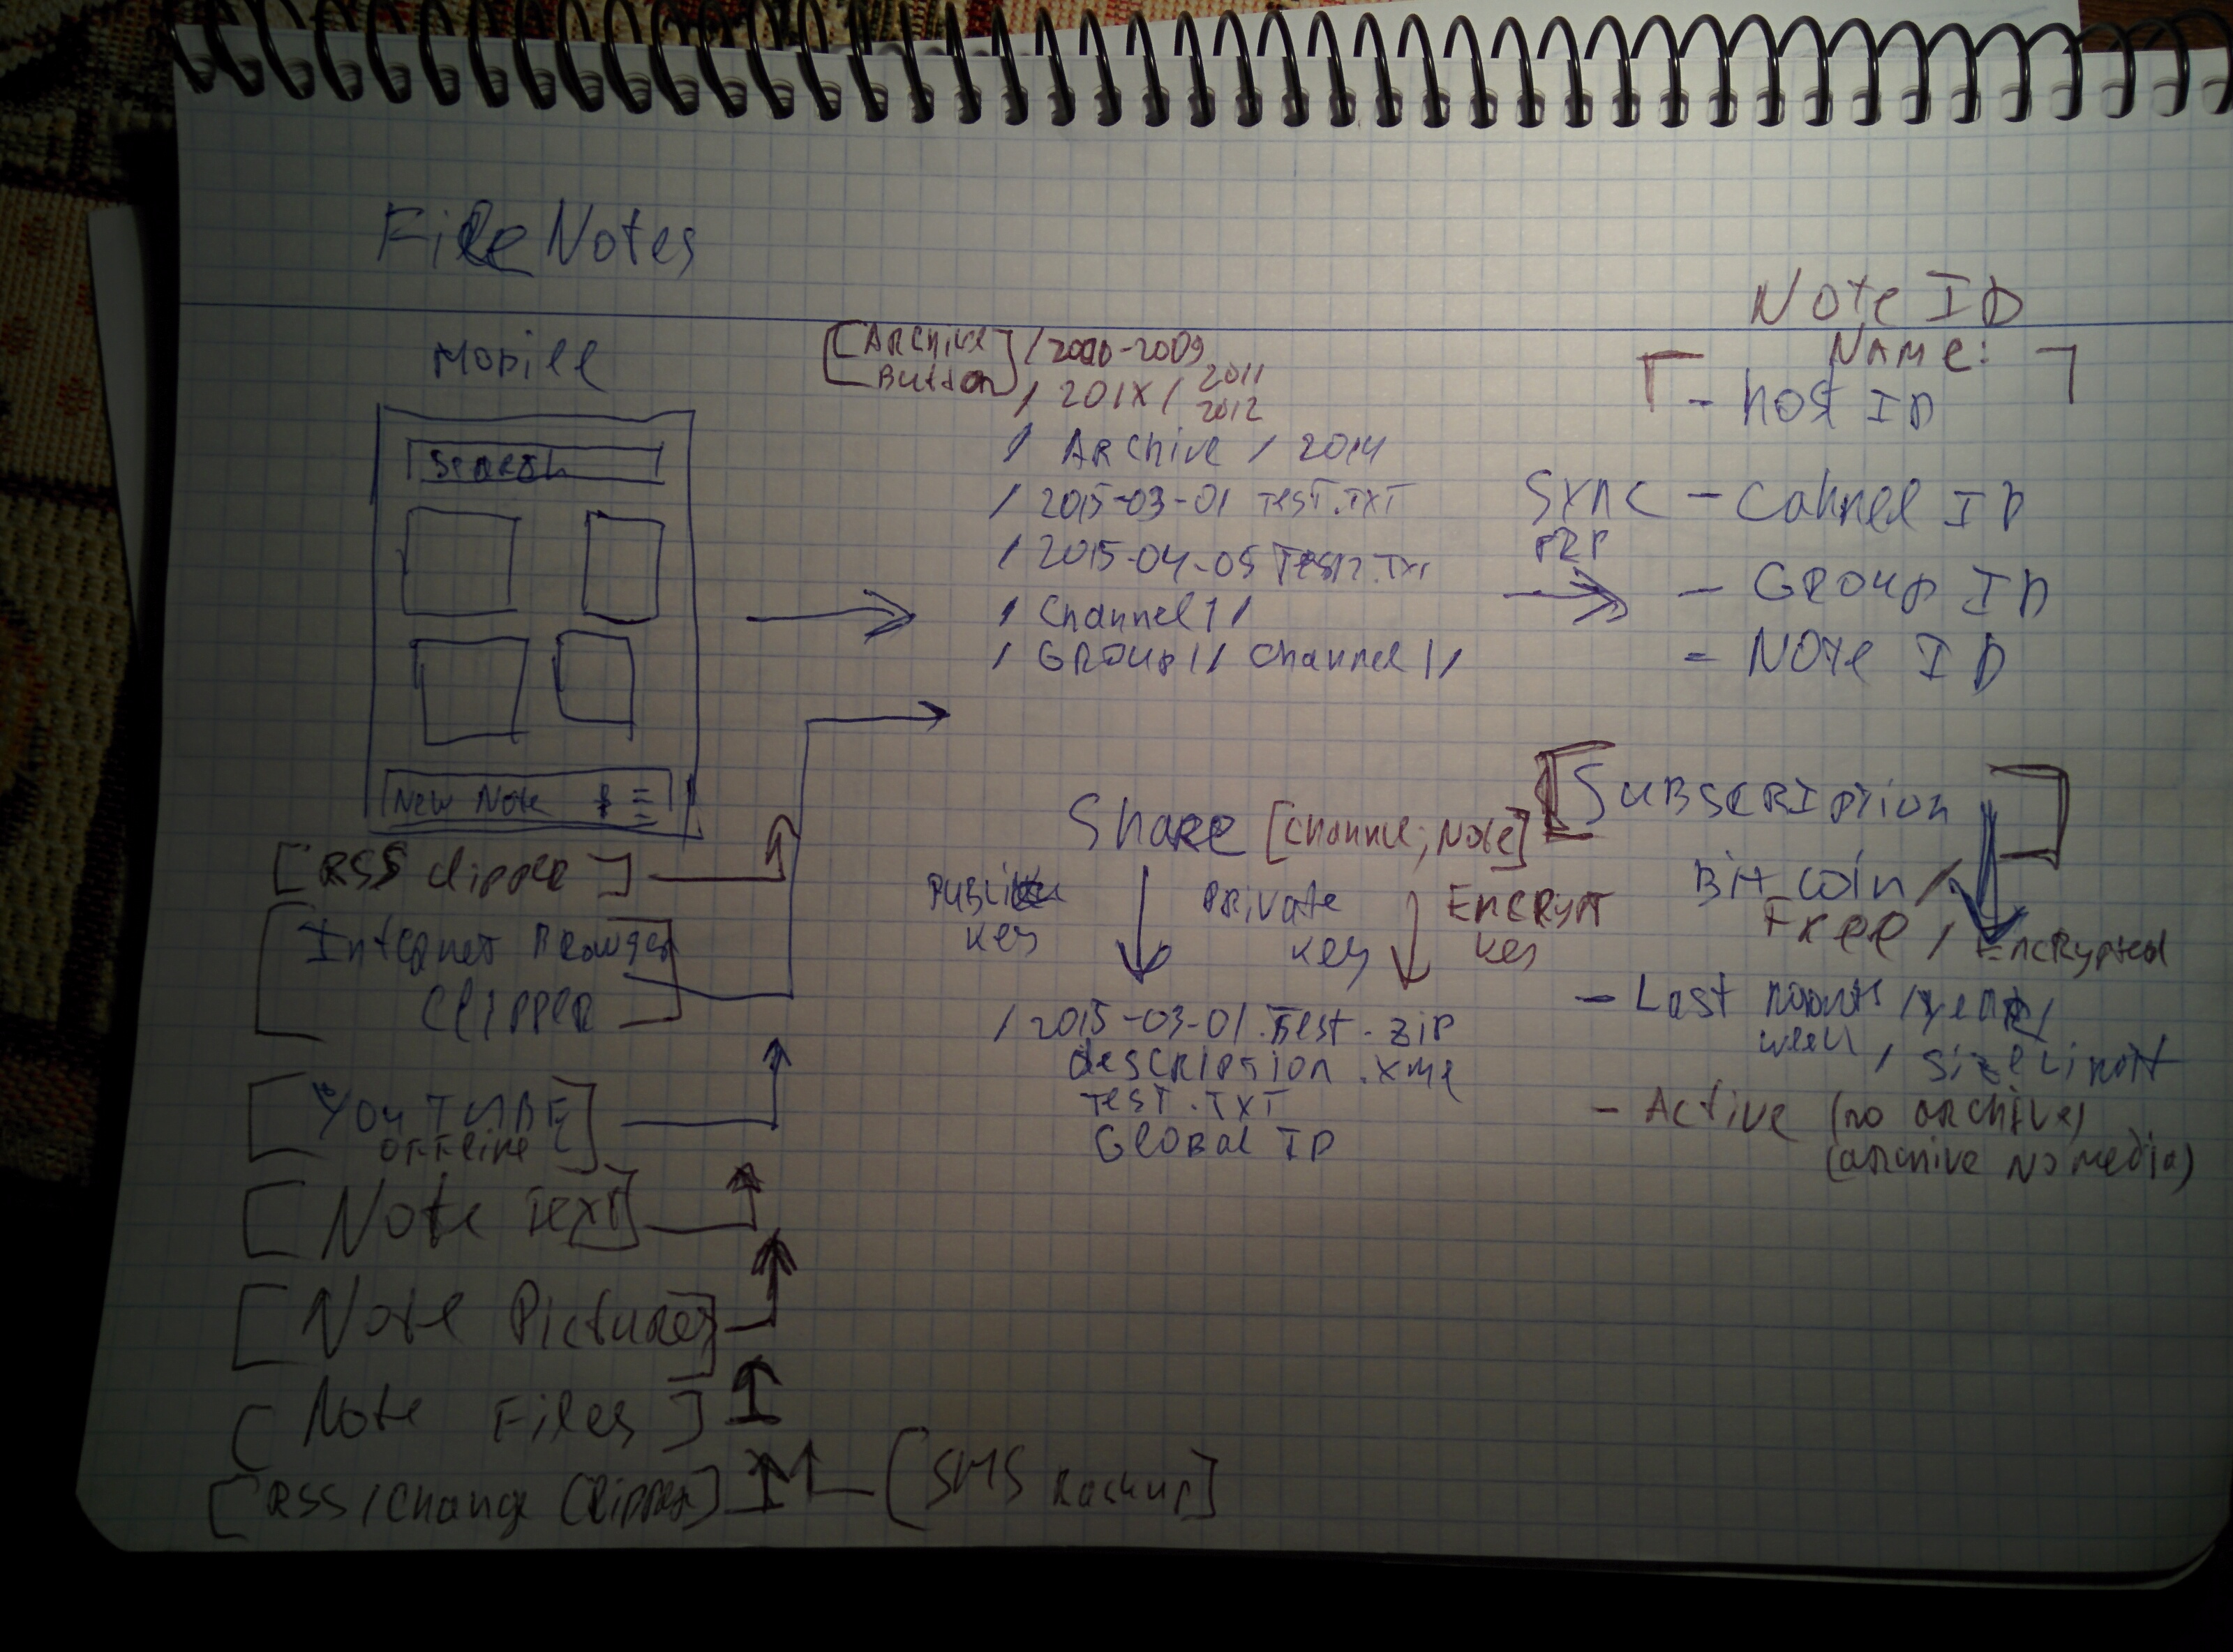 File Notes
Mobile
Search
New Note
[RSS Clipper]
[Internet Browser
Clipper]
[YouTUBE
OFFline]
[Note Text]
[Note Pictures]
[Note Files]
[RSS/Change Clipper]
[SMS Backup]
[Archive
Button]
/2000-2009
/201X/ 2011
2012
/ Archive / 2014
/ 2015-03-01 Test.TXT
/ 2015-04-05 Test2.Txt
/ Channel1/
/ GROUP1/ Channel1/
SYNC
P2P
Note ID
Name:
- host ID
- Cahnel ID
- GROUP ID
- NOTE ID
Share [Channel; Note]
Public
key
Private
key
ENCRYPT
key
/ 2015-03-01.Test.zip
description.xml
TEST.TXT
Global ID
[SUBSCRIPTION]
Bit coin /
Free / Encrypted
- Last month /year/
week, Size Limit
- Active (no archive)
(archive no media)